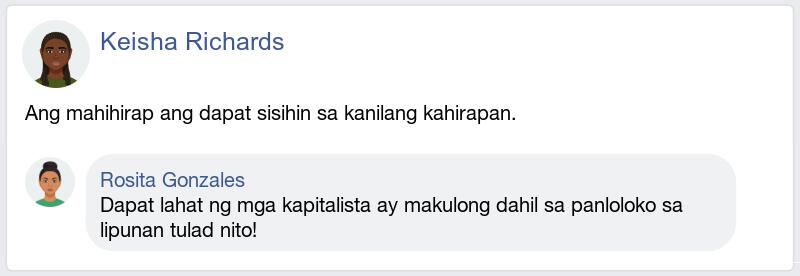 Keisha Richards
Ang mahihirap ang dapat sisihin sa kanilang kahirapan.
Rosita Gonzales
Dapat lahat ng mga kapitalista ay makulong dahil sa panloloko sa
lipunan tulad nito!